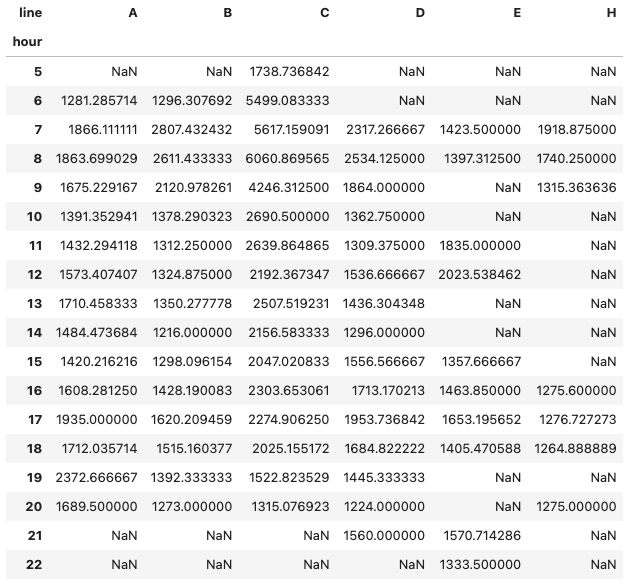 line A B C D E H
hour
5 NaN NaN 1738.736842 NaN NaN NaN
6 1281.285714 1296.307692 5499.083333 NaN NaN NaN
7 1866.111111 2807.432432 5617.159091 2317.266667 1423.500000 1918.875000
8 1863.699029 2611.433333 6060.869565 2534.125000 1397.312500 1740.250000
9 1675.229167 2120.978261 4246.312500 1864.000000 NaN 1315.363636
10 1391.352941 1378.290323 2690.500000 1362.750000 NaN NaN
11 1432.294118 1312.250000 2639.864865 1309.375000 1835.000000 NaN
12 1573.407407 1324.875000 2192.367347 1536.666667 2023.538462 NaN
13 1710.458333 1350.277778 2507.519231 1436.304348 NaN NaN
14 1484.473684 1216.000000 2156.583333 1296.000000 NaN NaN
15 1420.216216 1298.096154 2047.020833 1556.566667 1357.666667 NaN
16 1608.281250 1428.190083 2303.653061 1713.170213 1463.850000 1275.600000
17 1935.000000 1620.209459 2274.906250 1953.736842 1653.195652 1276.727273
18 1712.035714 1515.160377 2025.155172 1684.822222 1405.470588 1264.888889
19 2372.666667 1392.333333 1522.823529 1445.333333 NaN NaN
20 1689.500000 1273.000000 1315.076923 1224.000000 NaN 1275.000000
21 NaN NaN NaN 1560.000000 1570.714286 NaN
22 NaN NaN NaN NaN 1333.500000 NaN